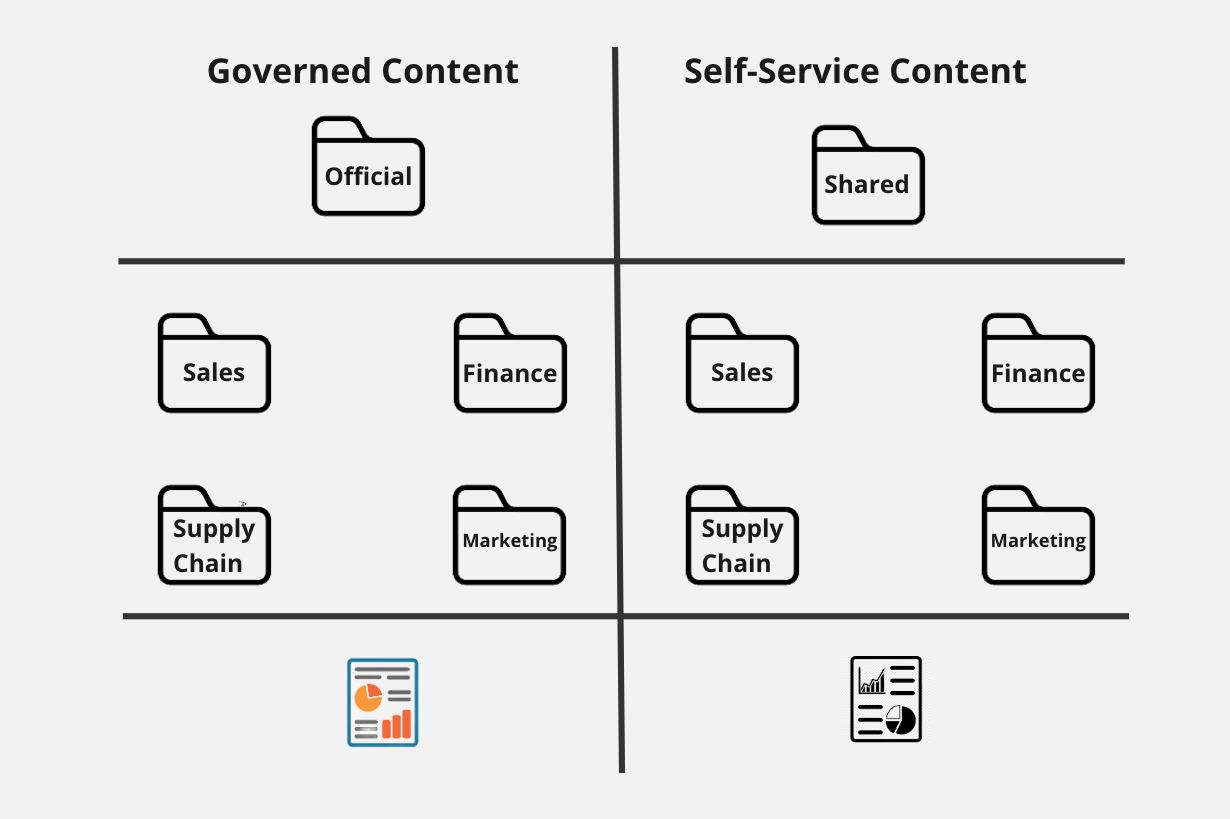 Governed Content
Self-Service Content
Official
Shared
Sales
Finance
Sales
Finance
Supply
Chain
Marketing
Supply
Chain
Marketing